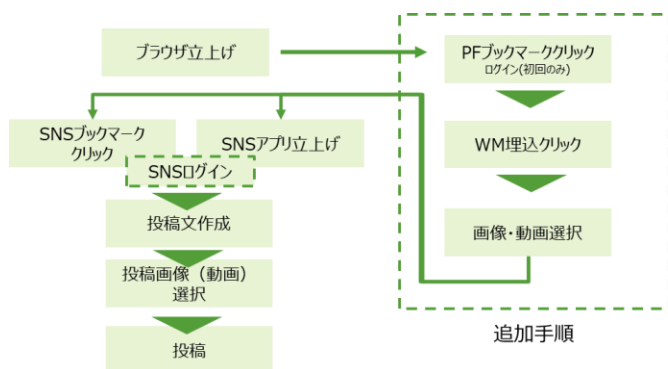 ブラウザ立上げ
PFブックマーククリック
ログイン(初回のみ)
SNSブックマーク
クリック
SNSアプリ立上げ
WM埋込クリック
SNSログイン
投稿文作成
画像・動画選択
投稿画像（動画）
選択
投稿
追加手順